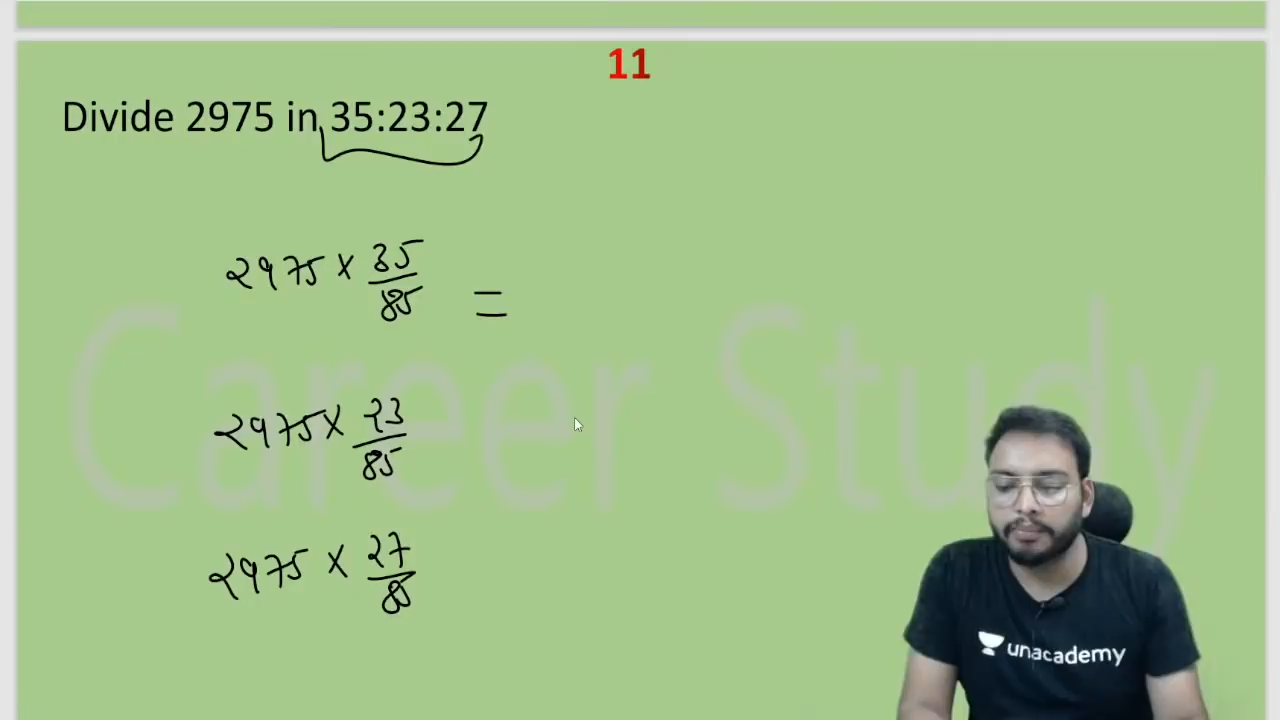 11
Divide 2975 in 35:23:27
2975 × 35/85 =
2975 × 23/85
2975 × 27/85
Career Study
unacademy